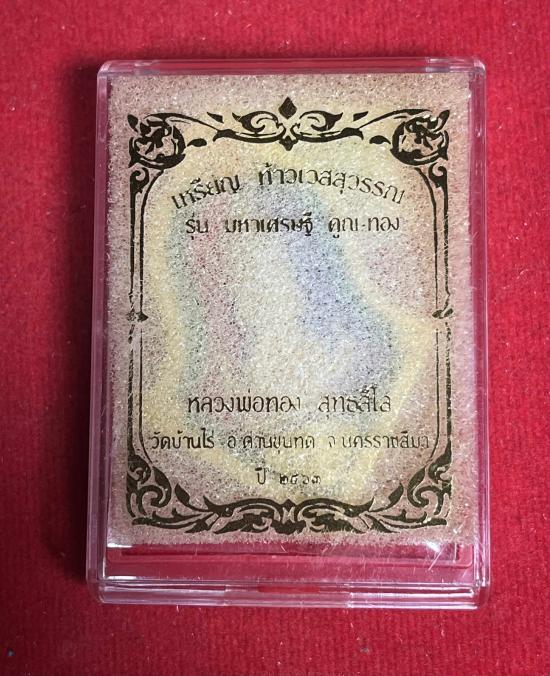 เหรียญ ท้าวเวสสุวรรณ
รุ่น มหาเศรษฐี คูณ-ทอง
หลวงพ่อทอง สุทธสีโล
วัดบ้านไร่ อ.ด่านขุนทด จ.นครราชสีมา
ปี ๒๕๖๓